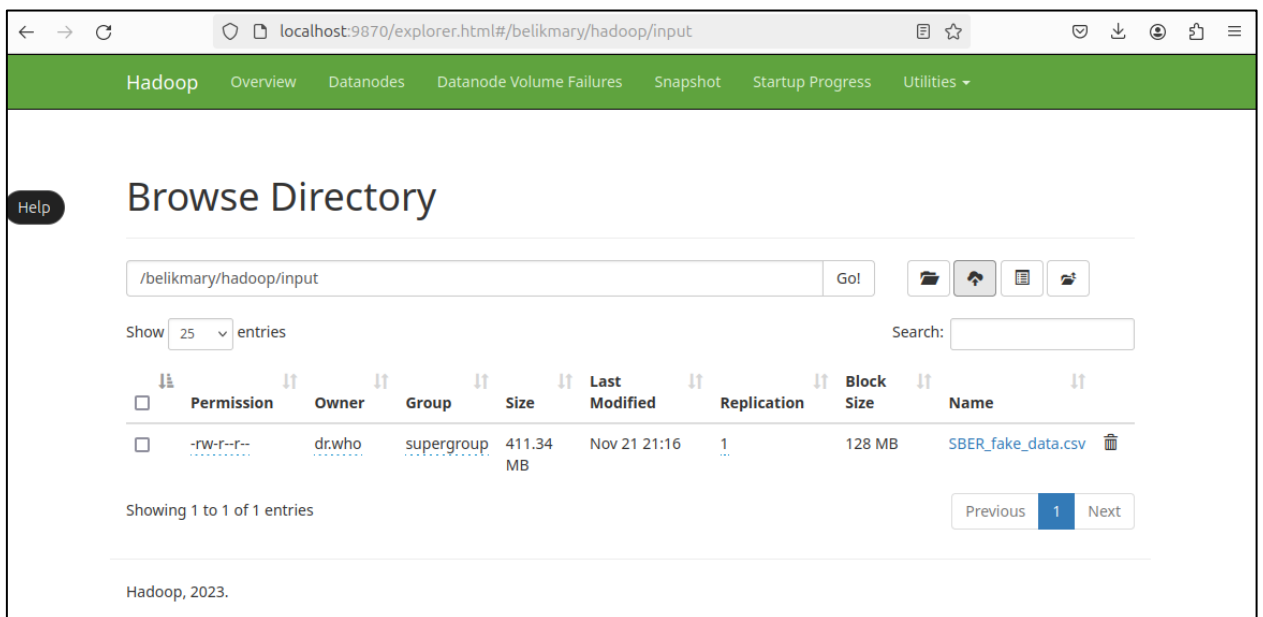 localhost:9870/explorer.html#/belikmary/hadoop/input
Hadoop Overview Datanodes Datanode Volume Failures Snapshot Startup Progress Utilities
Help
Browse Directory
/belikmary/hadoop/input Go!
Show 25 entries Search:
Permission Owner Group Size Last Modified Replication Block Size Name
-rw-r--r-- dr.who supergroup 411.34 MB Nov 21 21:16 1 128 MB SBER_fake_data.csv
Showing 1 to 1 of 1 entries Previous 1 Next
Hadoop, 2023.